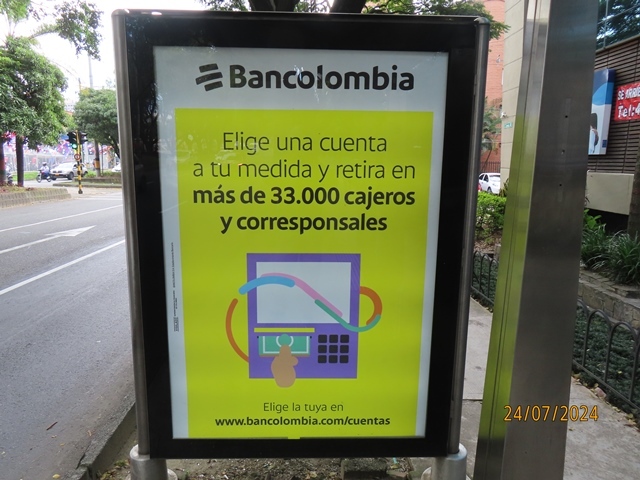 Bancolombia
Elige una cuenta
a tu medida y retira en
más de 33.000 cajeros
y corresponsales
Elige la tuya en
www.bancolombia.com/cuentas
Tel:
24/07/2024